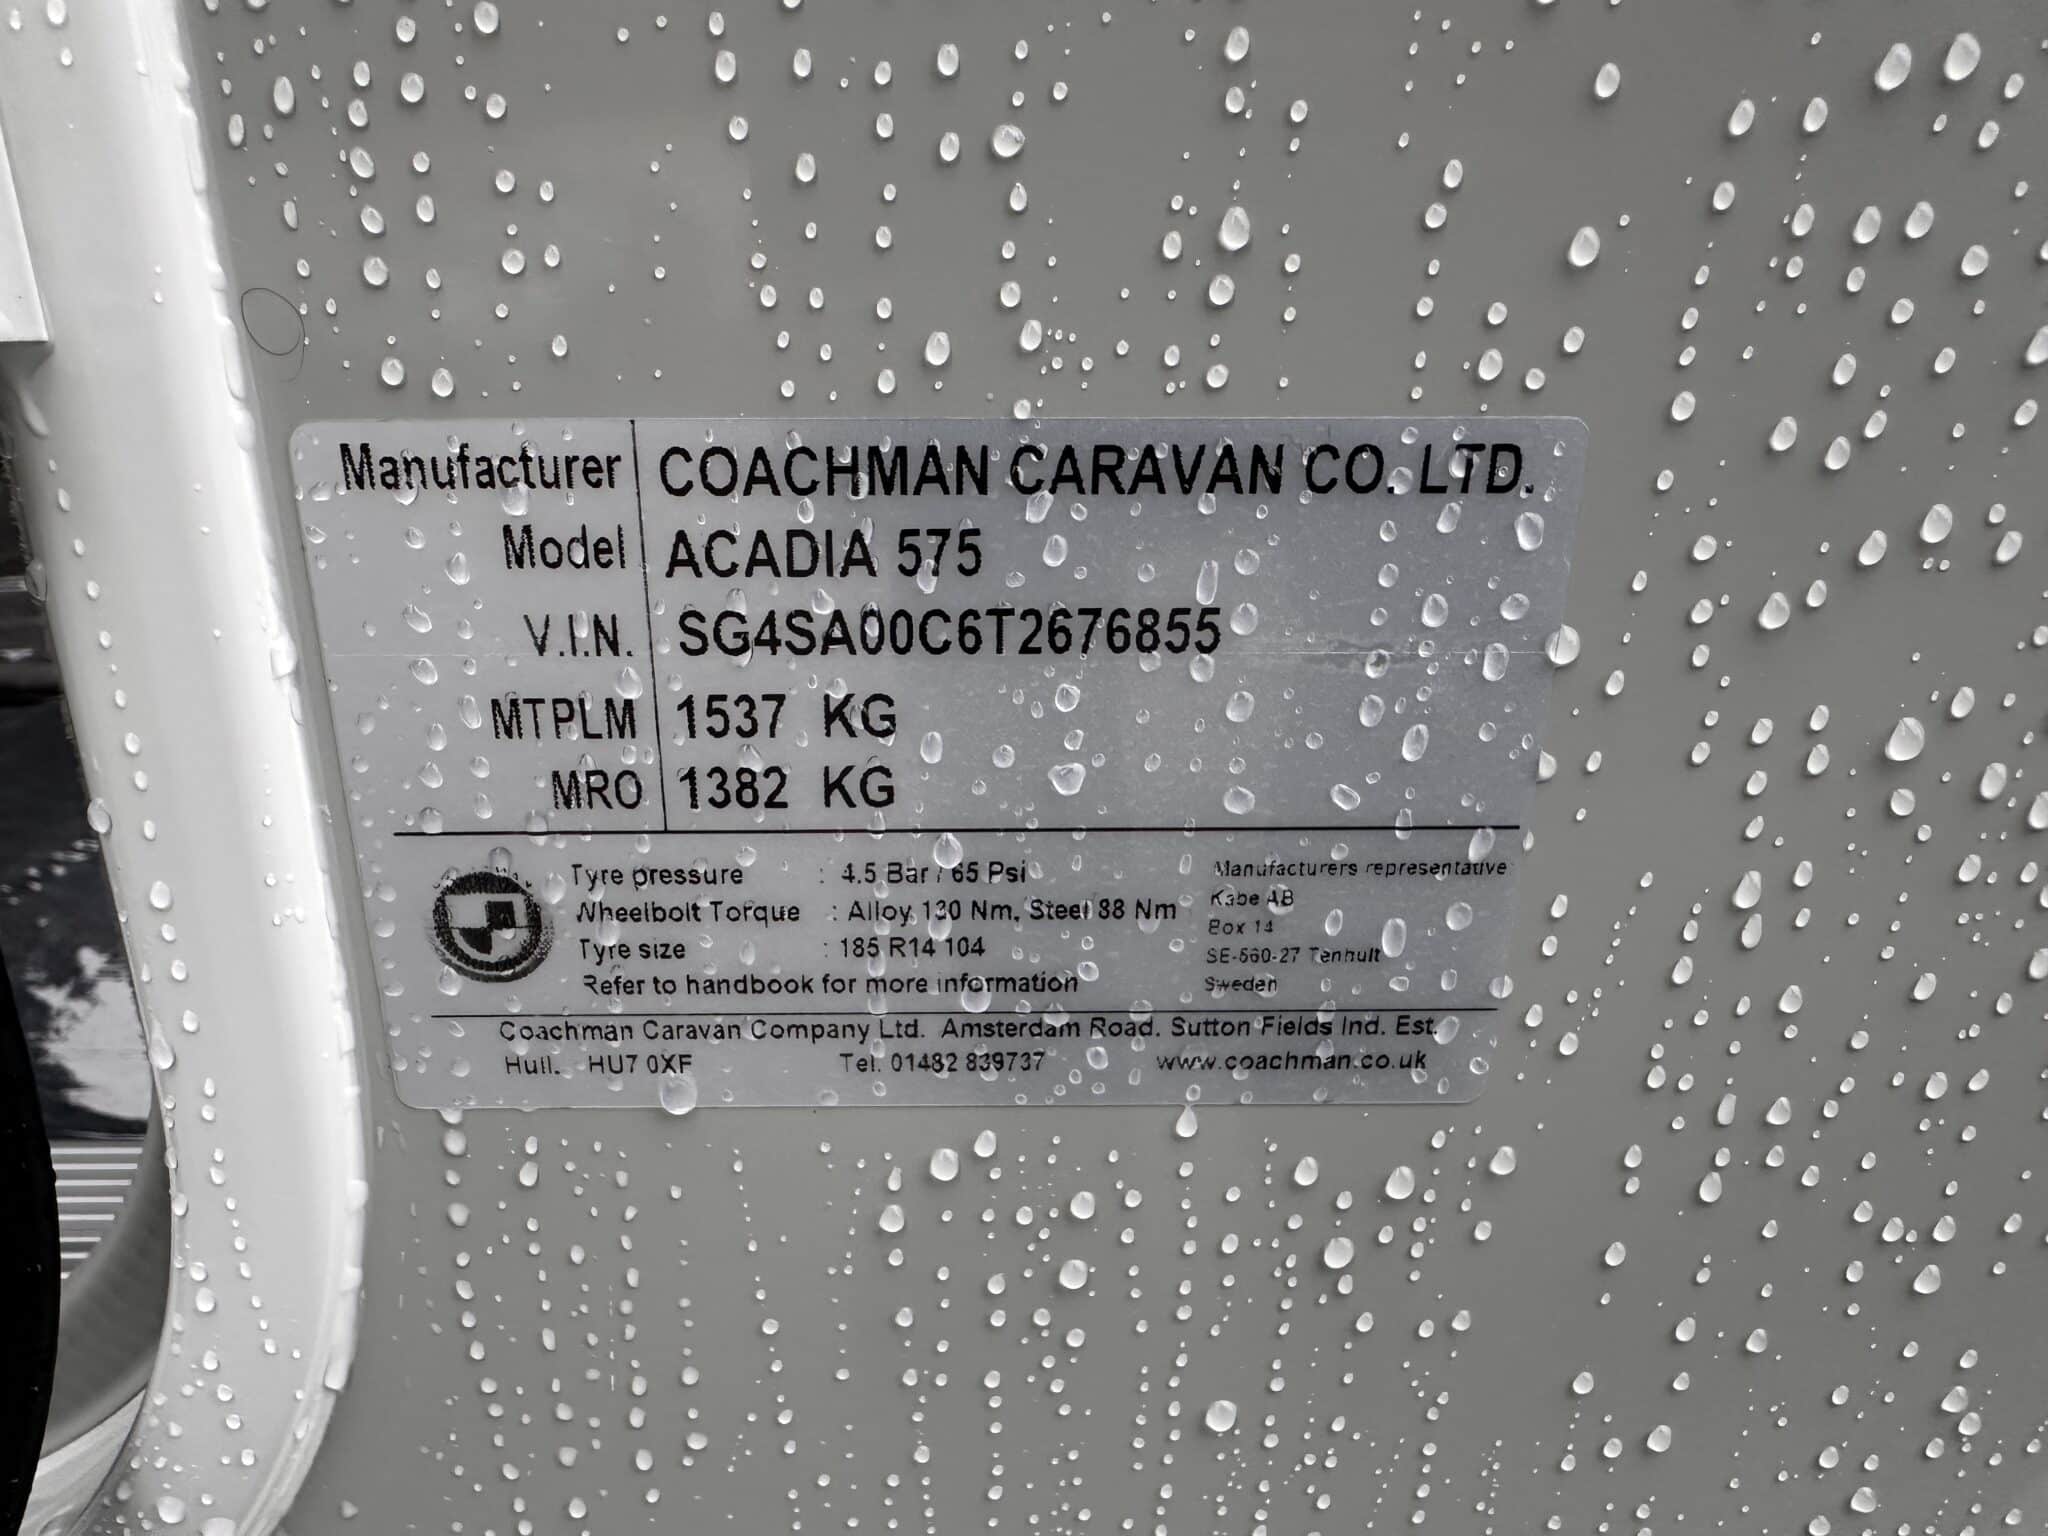 Manufacturer COACHMAN CARAVAN CO. LTD.
Model ACADIA 575
V.I.N. SG4SA00C6T2676855
MTPLM 1537 KG
MRO 1382 KG
Tyre pressure : 4.5 Bar / 65 Psi
Wheelbolt Torque : Alloy 130 Nm, Steel 88 Nm
Tyre size : 185 R14 104
Refer to handbook for more information
Manufacturers representative
Kabe AB
Box 14
SE-560-27 Tenhult
Sweden
Coachman Caravan Company Ltd. Amsterdam Road. Sutton Fields Ind. Est.
Hull. HU7 0XF Tel. 01482 839737 www.coachman.co.uk